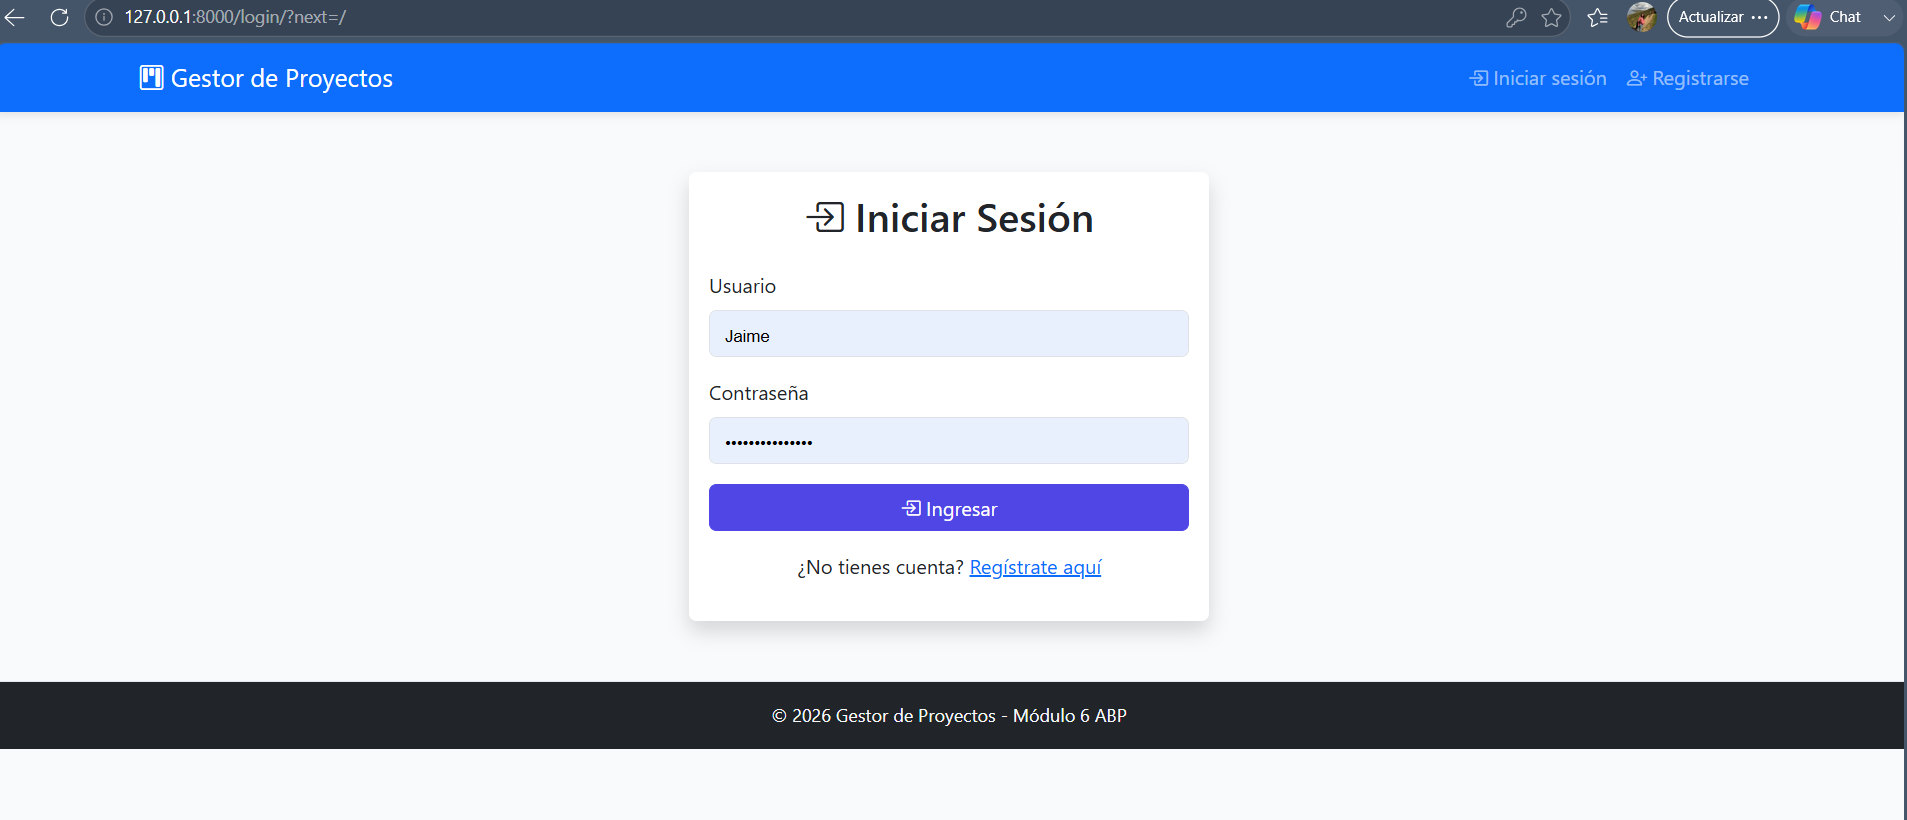 127.0.0.1:8000/login/?next=/
Actualizar
Chat
Gestor de Proyectos
Iniciar sesión
Registrarse
Iniciar Sesión
Usuario
Jaime
Contraseña
•••••••••••••••
Ingresar
¿No tienes cuenta? Regístrate aquí
© 2026 Gestor de Proyectos - Módulo 6 ABP